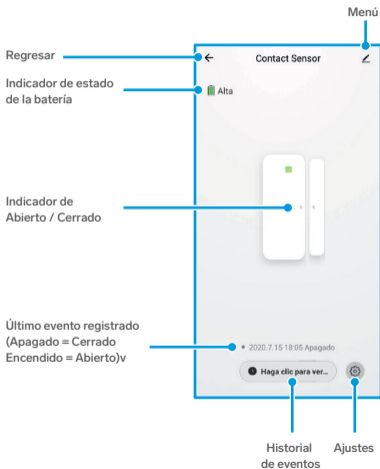 Menú
Regresar
Contact Sensor
Indicador de estado
de la batería
Alta
Indicador de
Abierto / Cerrado
Último evento registrado
(Apagado = Cerrado
Encendido = Abierto)v
2020.7.15 18:05 Apagado
Haga clic para ver...
Historial
de eventos
Ajustes